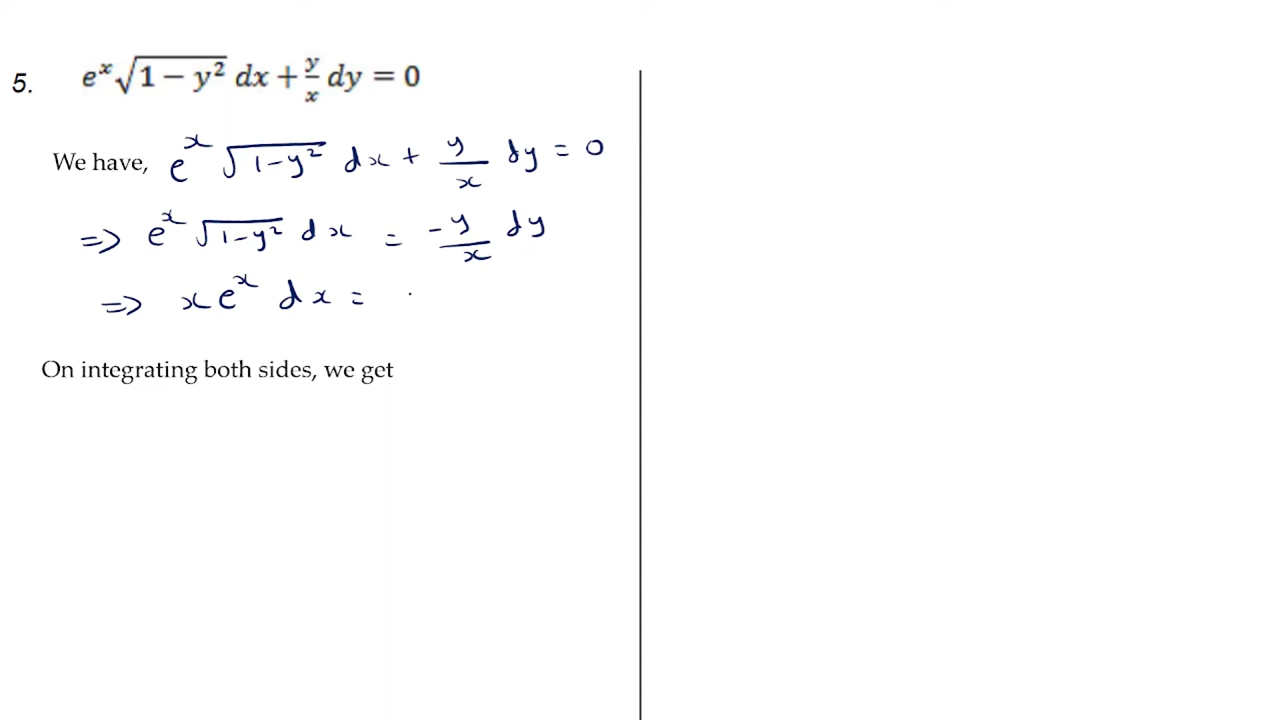 5. e^x √(1 − y²) dx + y/x dy = 0
We have, e^x √(1−y²) dx + y/x dy = 0
=> e^x √(1−y²) dx = −y/x dy
=> x e^x dx =
On integrating both sides, we get